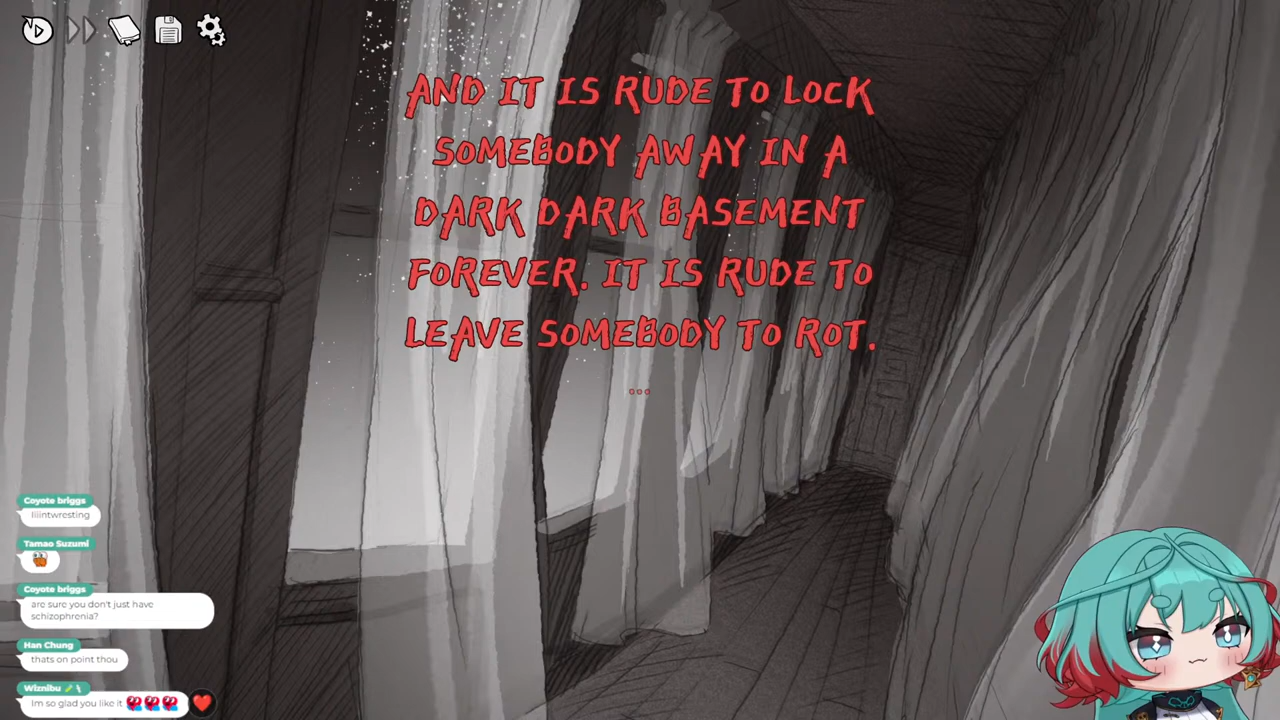 AND IT IS RUDE TO LOCK
SOMEBODY AWAY IN A
DARK DARK BASEMENT
FOREVER. IT IS RUDE TO
LEAVE SOMEBODY TO ROT.
...
Coyote briggs
Iiiintwresting
Tamao Suzumi
Coyote briggs
are sure you don't just have
schizophrenia?
Han Chung
thats on point thou
Wiznibu
Im so glad you like it